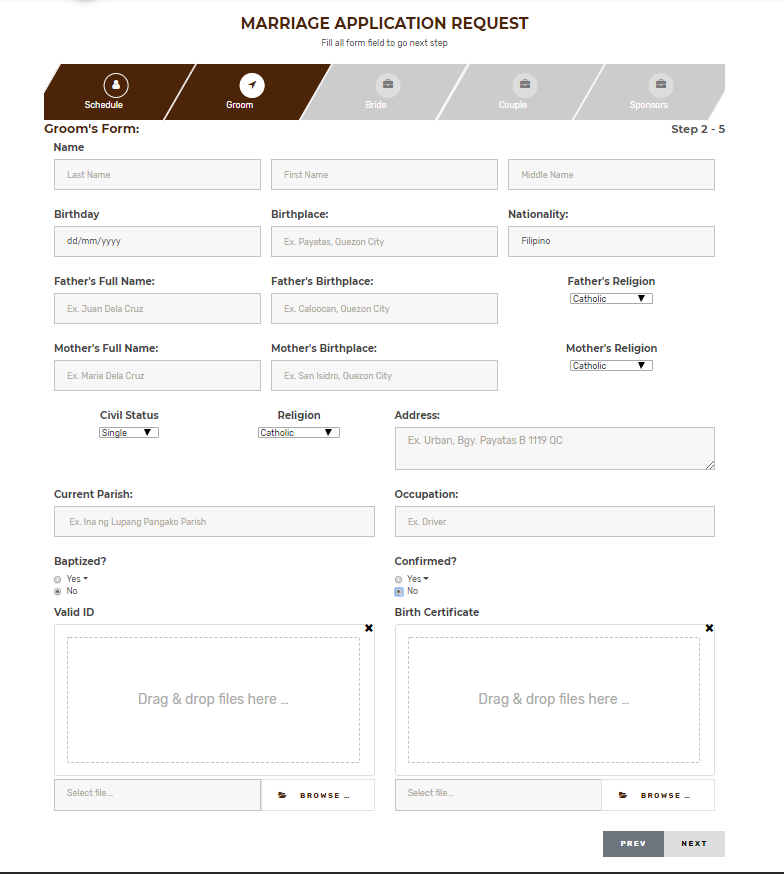 MARRIAGE APPLICATION REQUEST
Fill all form field to go next step
Schedule Groom Bride Couple Sponsors
Groom's Form: Step 2 - 5
Name
Last Name First Name Middle Name
Birthday Birthplace: Nationality:
dd/mm/yyyy Ex. Payatas, Quezon City Filipino
Father's Full Name: Father's Birthplace: Father's Religion
Ex. Juan Dela Cruz Ex. Caloocan, Quezon City Catholic
Mother's Full Name: Mother's Birthplace: Mother's Religion
Ex. Maria Dela Cruz Ex. San Isidro, Quezon City Catholic
Civil Status Religion Address:
Single Catholic Ex. Urban, Bgy. Payatas B 1119 QC
Current Parish: Occupation:
Ex. Ina ng Lupang Pangako Parish Ex. Driver
Baptized? Confirmed?
Yes Yes
No No
Valid ID Birth Certificate
Drag & drop files here … Drag & drop files here …
Select file... BROWSE … Select file... BROWSE …
PREV NEXT